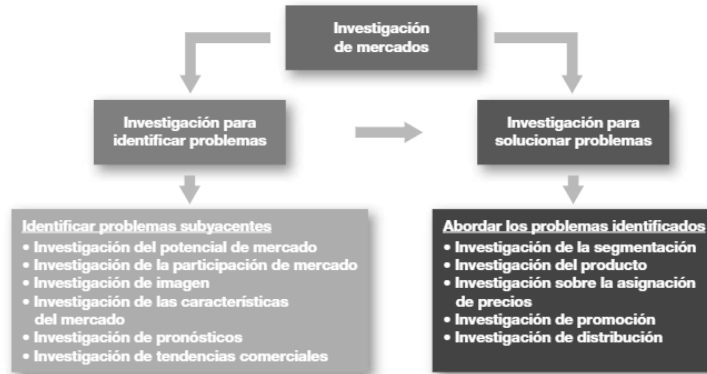 Investigación
de mercados
Investigación para
identificar problemas
Investigación para
solucionar problemas
Identificar problemas subyacentes
• Investigación del potencial de mercado
• Investigación de la participación de mercado
• Investigación de imagen
• Investigación de las características
del mercado
• Investigación de pronósticos
• Investigación de tendencias comerciales
Abordar los problemas identificados
• Investigación de la segmentación
• Investigación del producto
• Investigación sobre la asignación
de precios
• Investigación de promoción
• Investigación de distribución